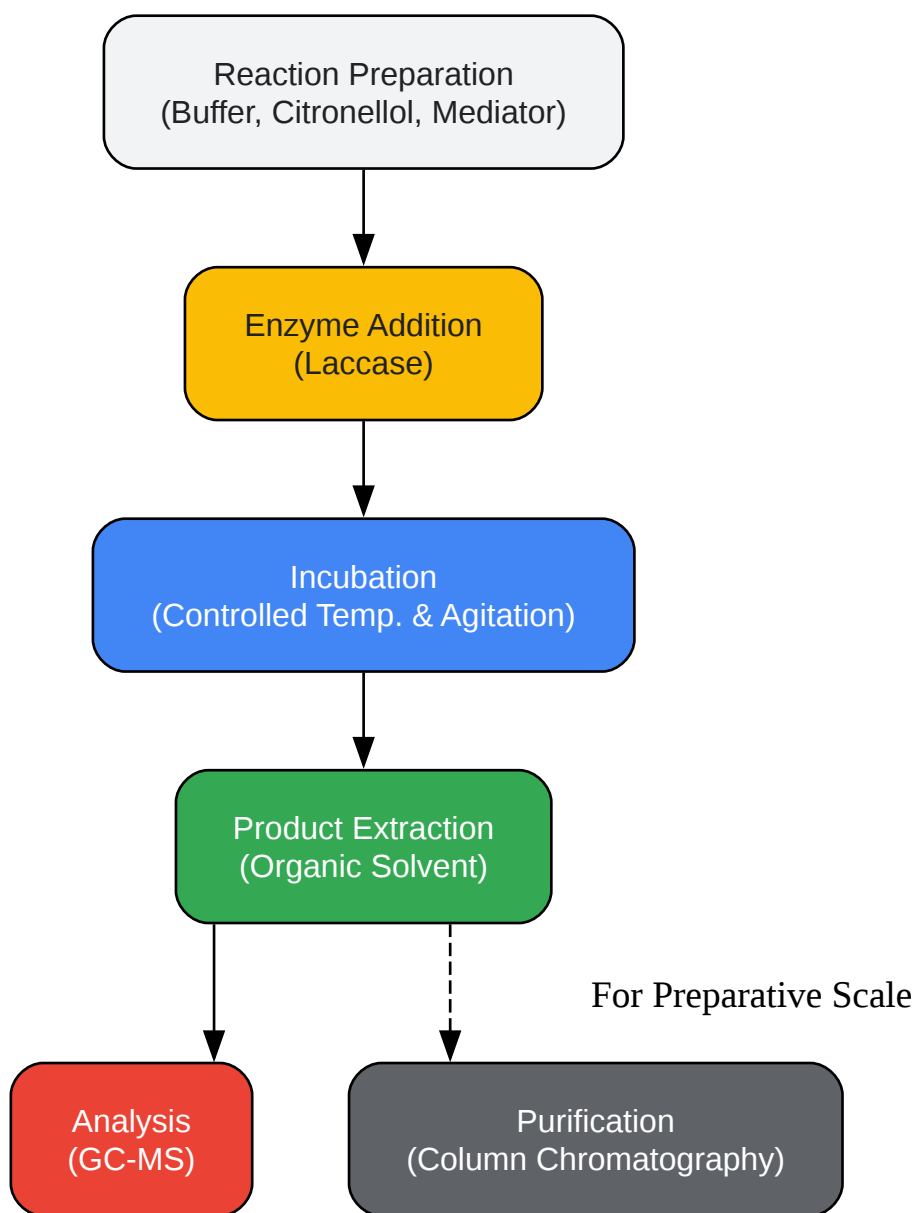 Reaction Preparation
(Buffer, Citronellol, Mediator)
Enzyme Addition
(Laccase)
Incubation
(Controlled Temp. & Agitation)
Product Extraction
(Organic Solvent)
For Preparative Scale
Analysis
(GC-MS)
Purification
(Column Chromatography)